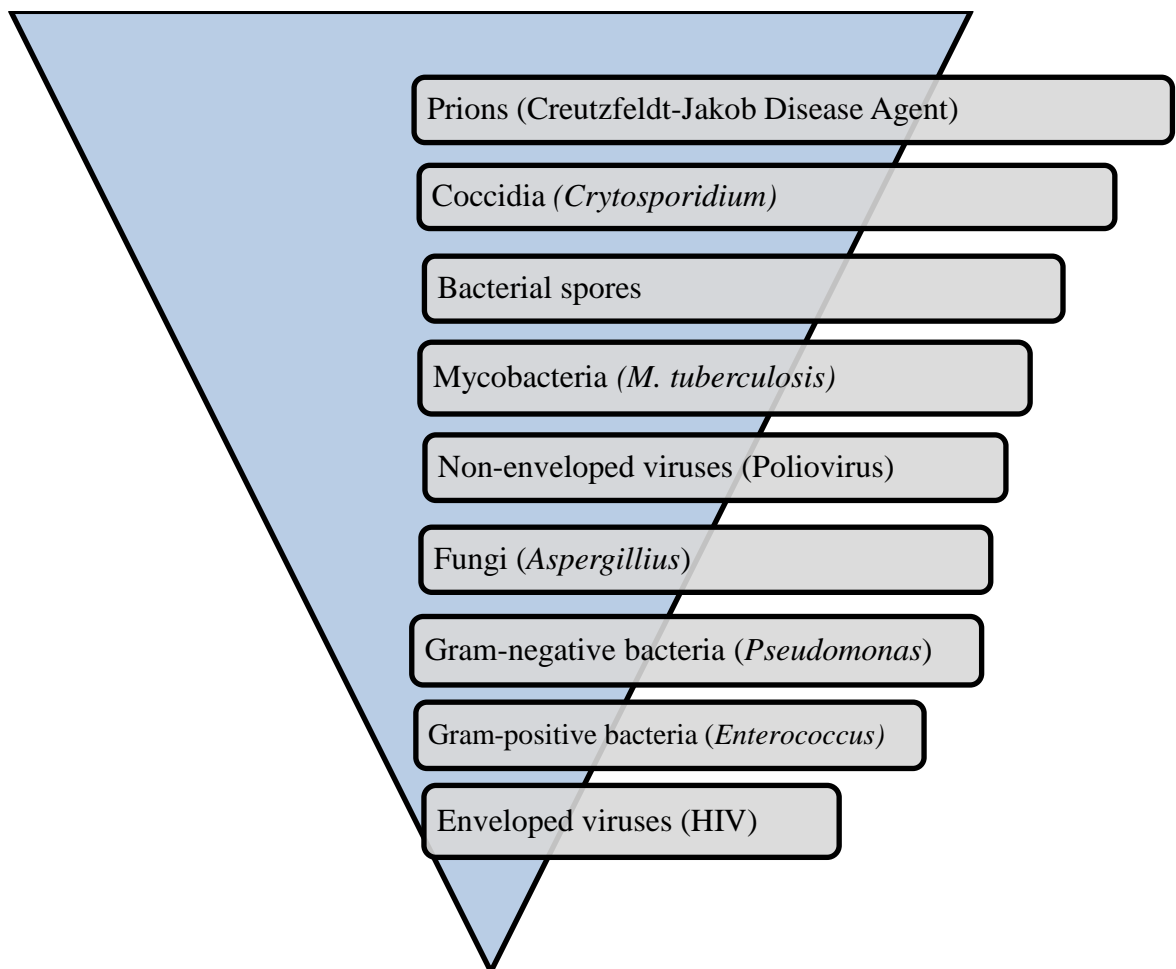 Prions (Creutzfeldt-Jakob Disease Agent)
Coccidia (Crytosporidium)
Bacterial spores
Mycobacteria (M. tuberculosis)
Non-enveloped viruses (Poliovirus)
Fungi (Aspergillius)
Gram-negative bacteria (Pseudomonas)
Gram-positive bacteria (Enterococcus)
Enveloped viruses (HIV)